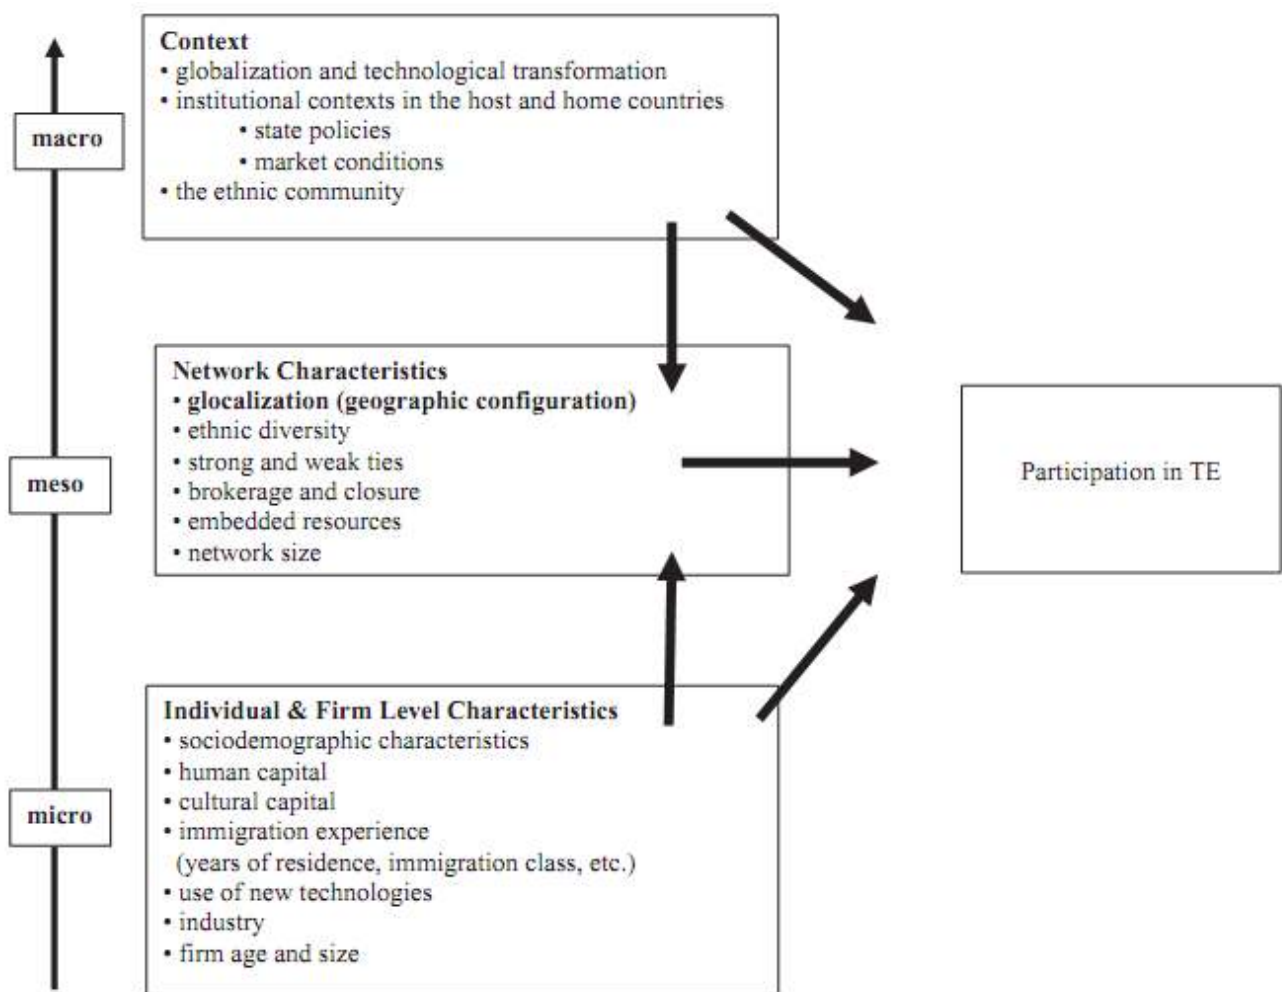 Context
• globalization and technological transformation
• institutional contexts in the host and home countries
• state policies
• market conditions
• the ethnic community
macro
Network Characteristics
• glocalization (geographic configuration)
• ethnic diversity
• strong and weak ties
• brokerage and closure
• embedded resources
• network size
meso
Participation in TE
Individual & Firm Level Characteristics
• sociodemographic characteristics
• human capital
• cultural capital
• immigration experience
(years of residence, immigration class, etc.)
• use of new technologies
• industry
• firm age and size
micro